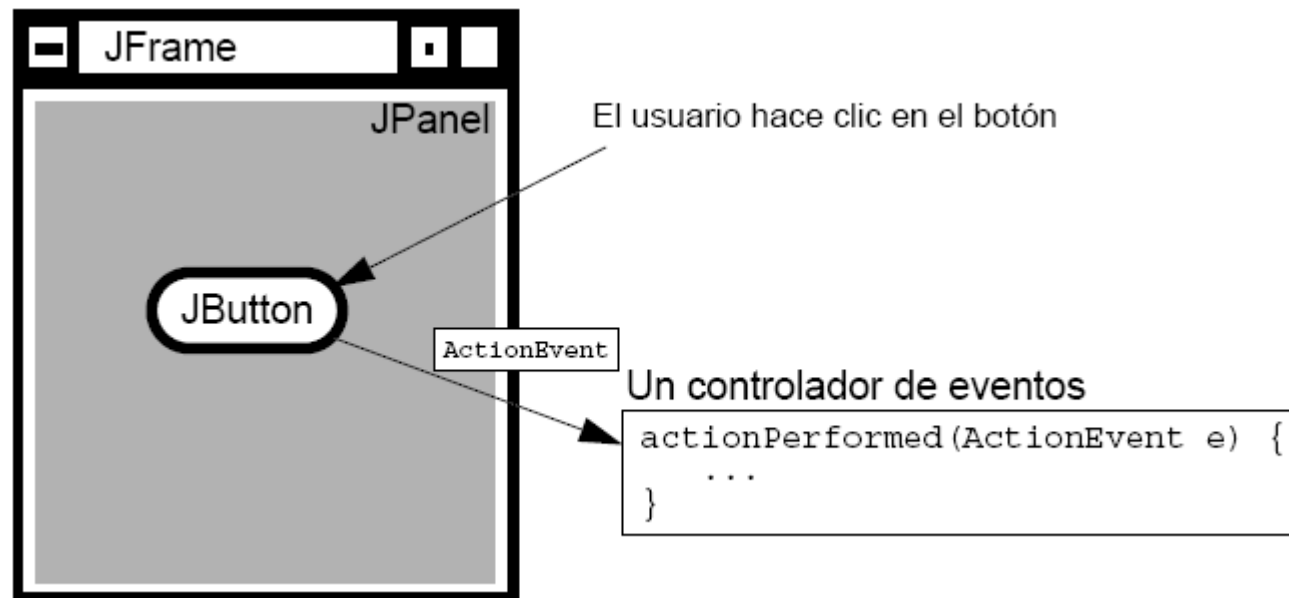 JFrame
JPanel
El usuario hace clic en el botón
JButton
ActionEvent
Un controlador de eventos
actionPerformed(ActionEvent e) {
...
}